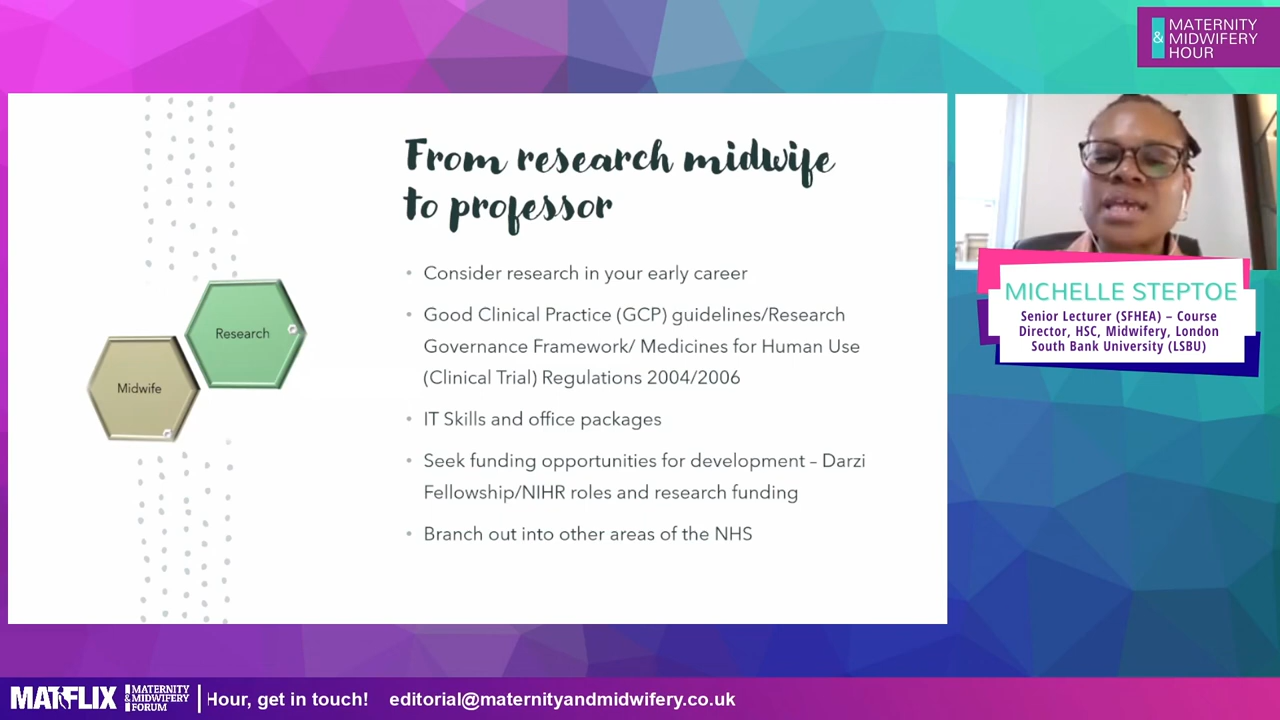 MATERNITY
& MIDWIFERY
HOUR
From research midwife
to professor
• Consider research in your early career
• Good Clinical Practice (GCP) guidelines/Research
Governance Framework/ Medicines for Human Use
(Clinical Trial) Regulations 2004/2006
• IT Skills and office packages
• Seek funding opportunities for development – Darzi
Fellowship/NIHR roles and research funding
• Branch out into other areas of the NHS
Research
Midwife
MICHELLE STEPTOE
Senior Lecturer (SFHEA) – Course
Director, HSC, Midwifery, London
South Bank University (LSBU)
MATFLIX
MATERNITY
& MIDWIFERY
FORUM
Hour, get in touch! editorial@maternityandmidwifery.co.uk